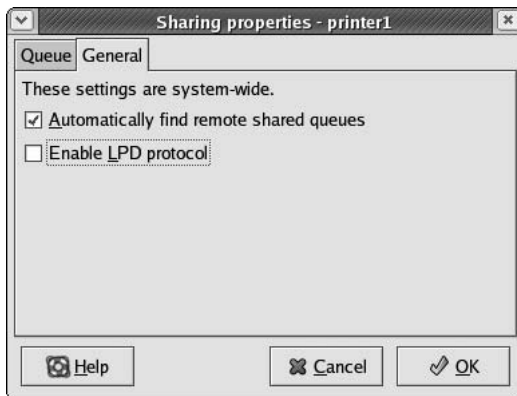 Sharing properties - printer1
Queue General
These settings are system-wide.
Automatically find remote shared queues
Enable LPD protocol
Help Cancel OK